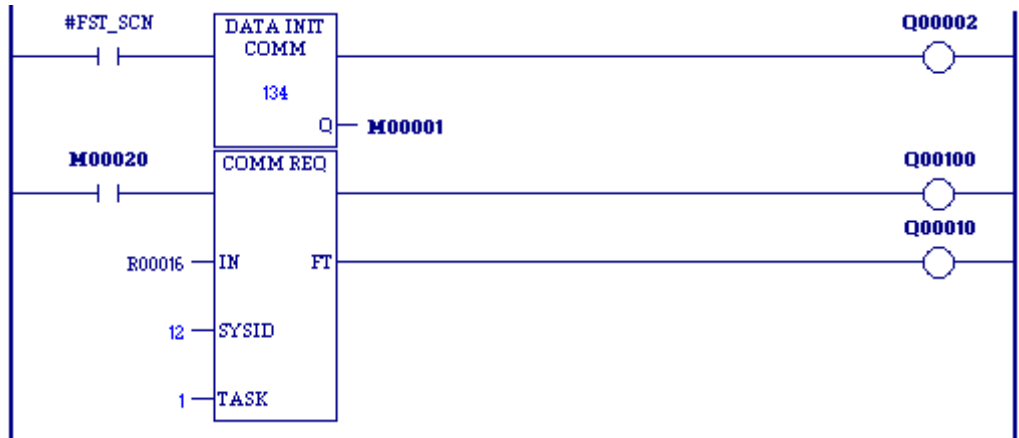 #FST_SCN DATA INIT Q00002
COMM
134
Q M00001
M00020 COMM REQ Q00100
Q00010
R00016 IN FT
12 SYSID
1 TASK